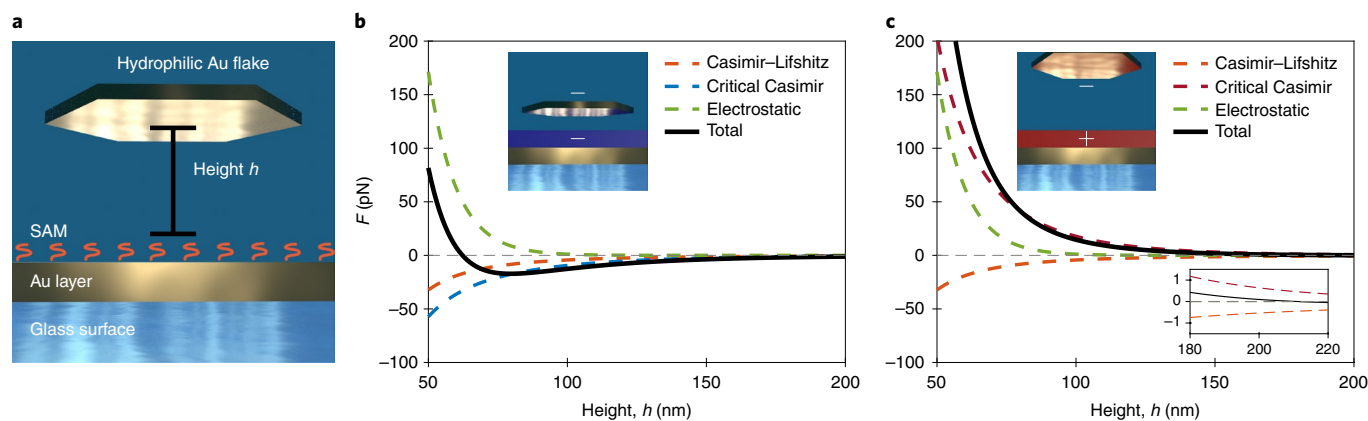 a
Hydrophilic Au flake
Height h
SAM
Au layer
Glass surface
b
200
150
100
50
0
−50
−100
F (pN)
50
100
150
200
Height, h (nm)
−
−
Casimir–Lifshitz
Critical Casimir
Electrostatic
Total
c
200
150
100
50
0
−50
−100
50
100
150
200
Height, h (nm)
−
+
Casimir–Lifshitz
Critical Casimir
Electrostatic
Total
1
0
−1
180
200
220